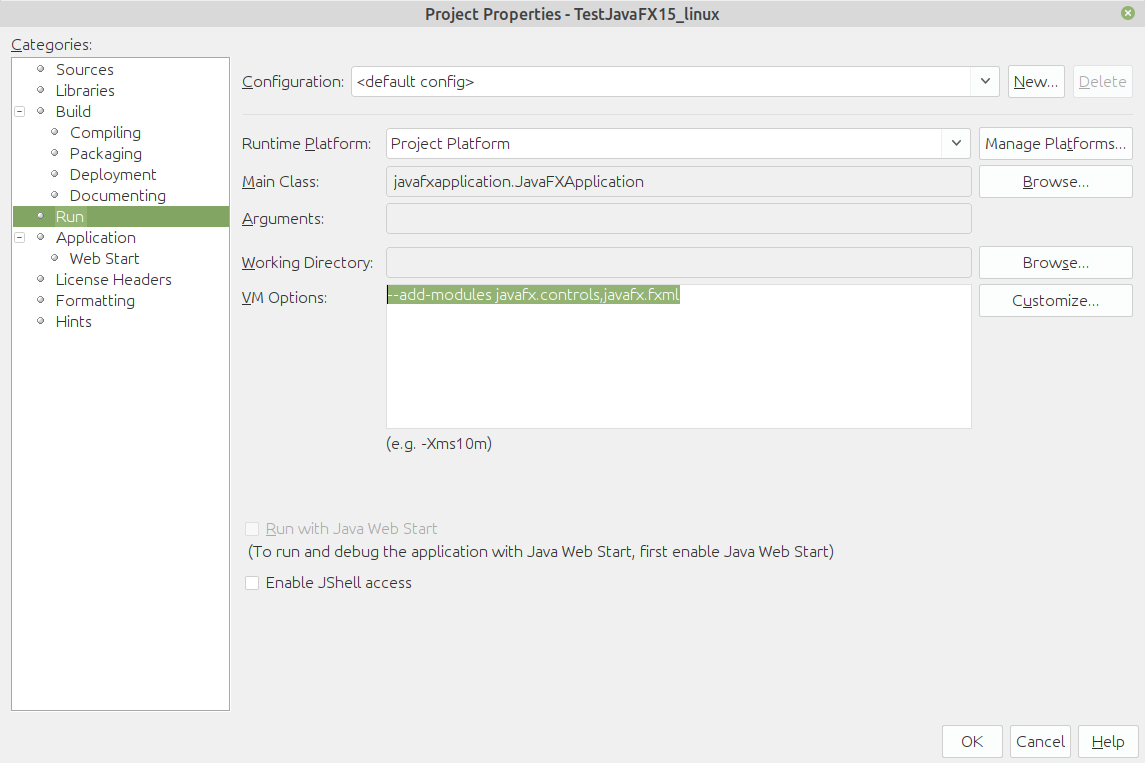 Project Properties - TestJavaFX15_linux
Categories:
Sources
Libraries
Build
Compiling
Packaging
Deployment
Documenting
Run
Application
Web Start
License Headers
Formatting
Hints
Configuration: <default config> New... Delete
Runtime Platform: Project Platform Manage Platforms...
Main Class: javafxapplication.JavaFXApplication Browse...
Arguments:
Working Directory: Browse...
VM Options: --add-modules javafx.controls,javafx.fxml Customize...
(e.g. -Xms10m)
Run with Java Web Start
(To run and debug the application with Java Web Start, first enable Java Web Start)
Enable JShell access
OK Cancel Help